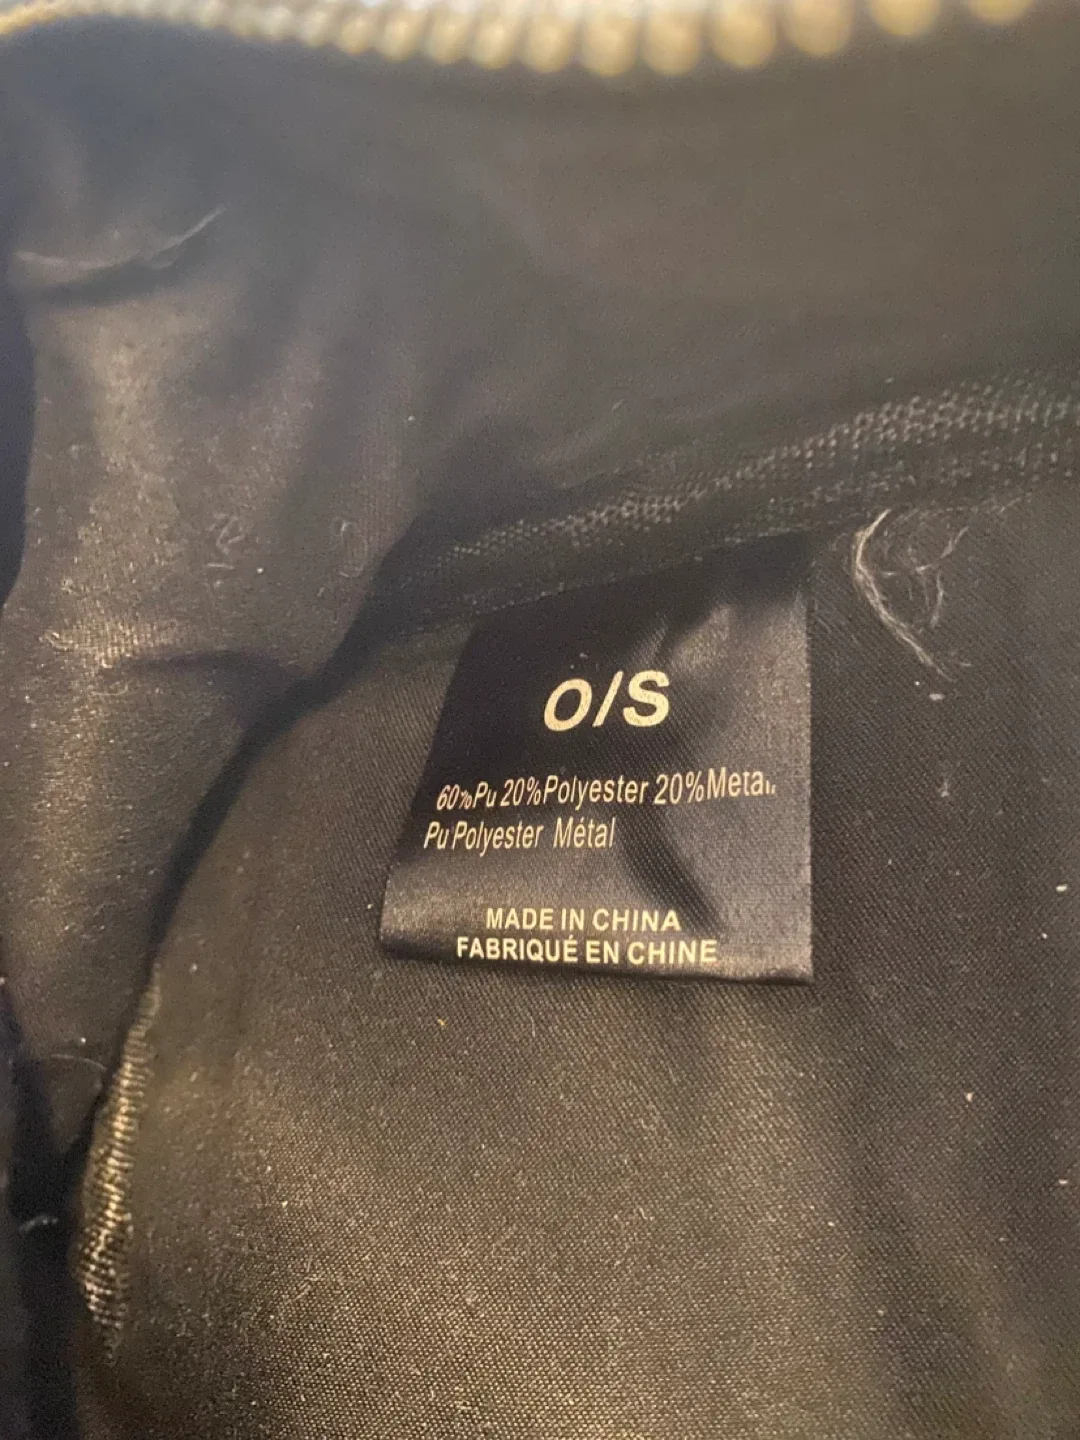 O/S
60%Pu 20%Polyester 20%Metal
Pu Polyester Métal
MADE IN CHINA
FABRIQUÉ EN CHINE